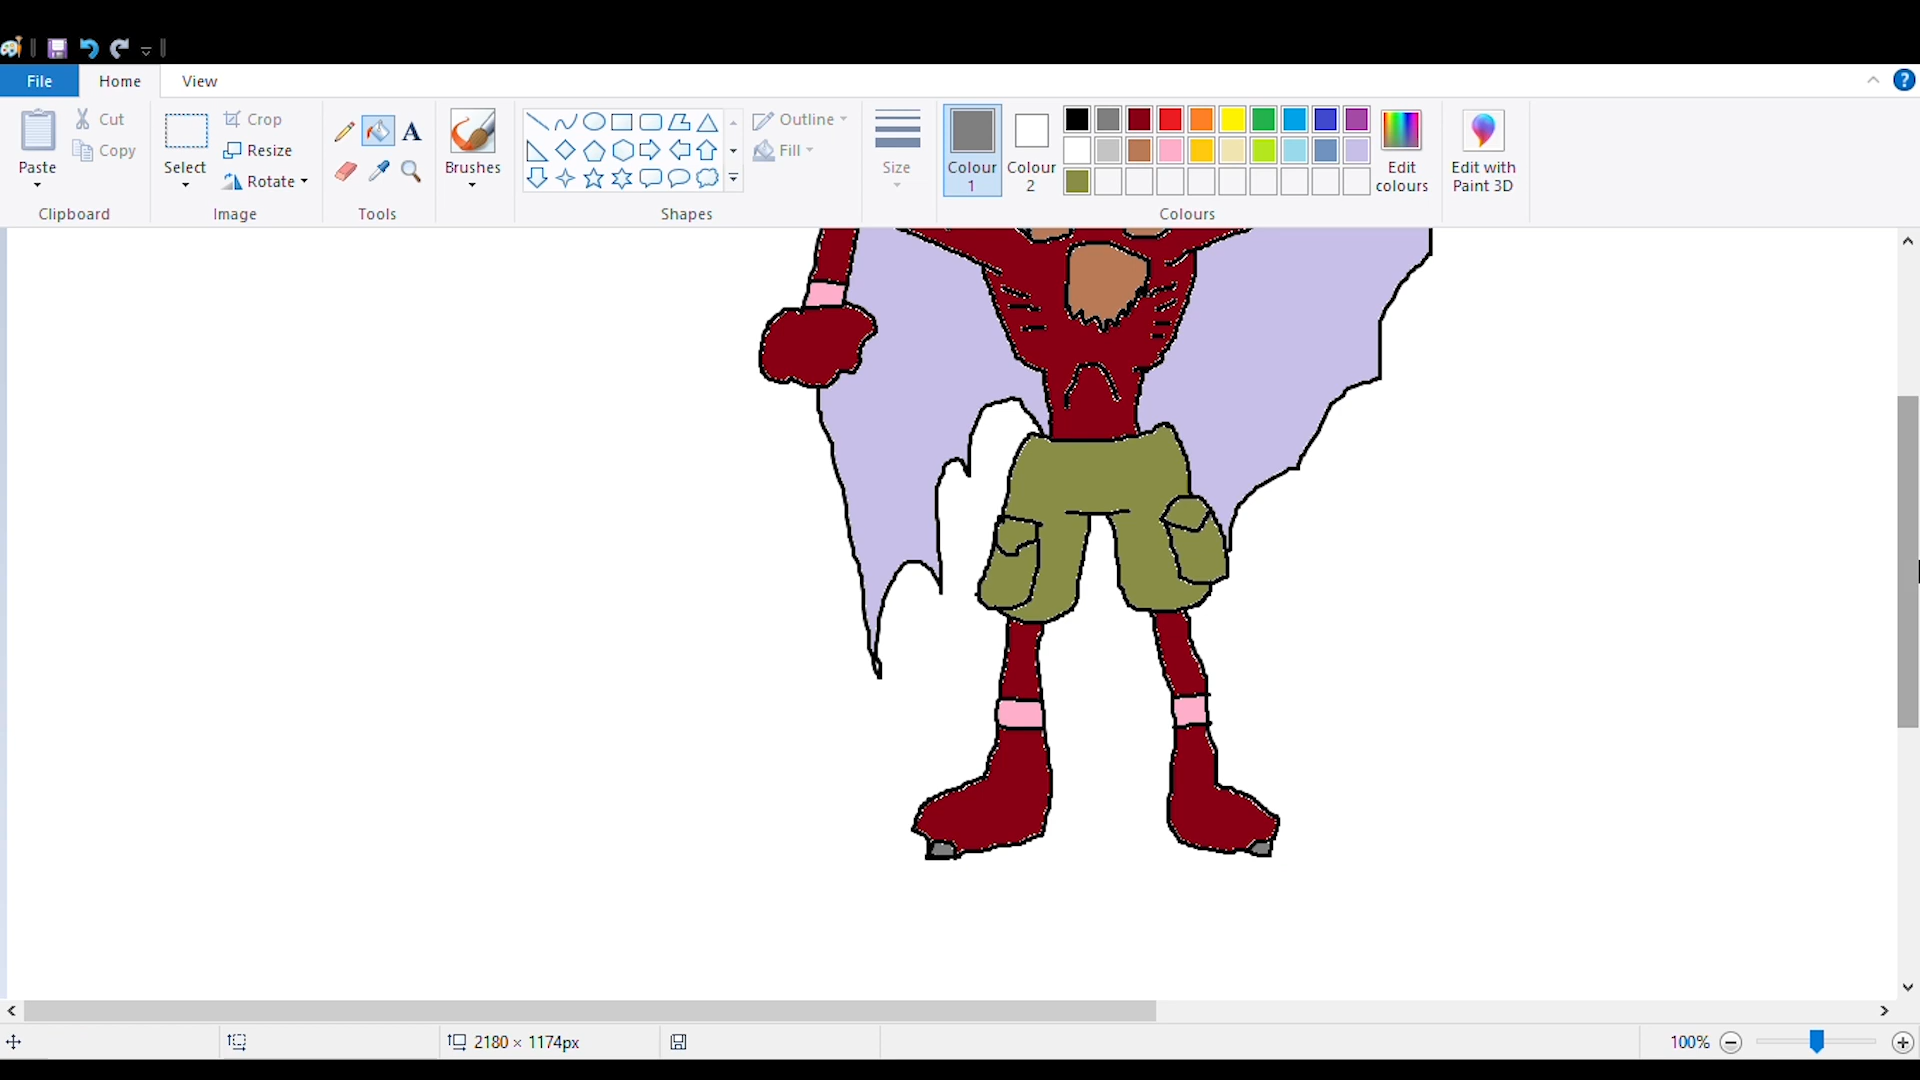 File Home View
Paste
Cut
Copy
Clipboard
Select
Crop
Resize
Rotate
Image
A
Tools
Brushes
Shapes
Outline
Fill
Size
Colour
1
Colour
2
Edit
colours
Colours
Edit with
Paint 3D
?
2180 × 1174px
100%